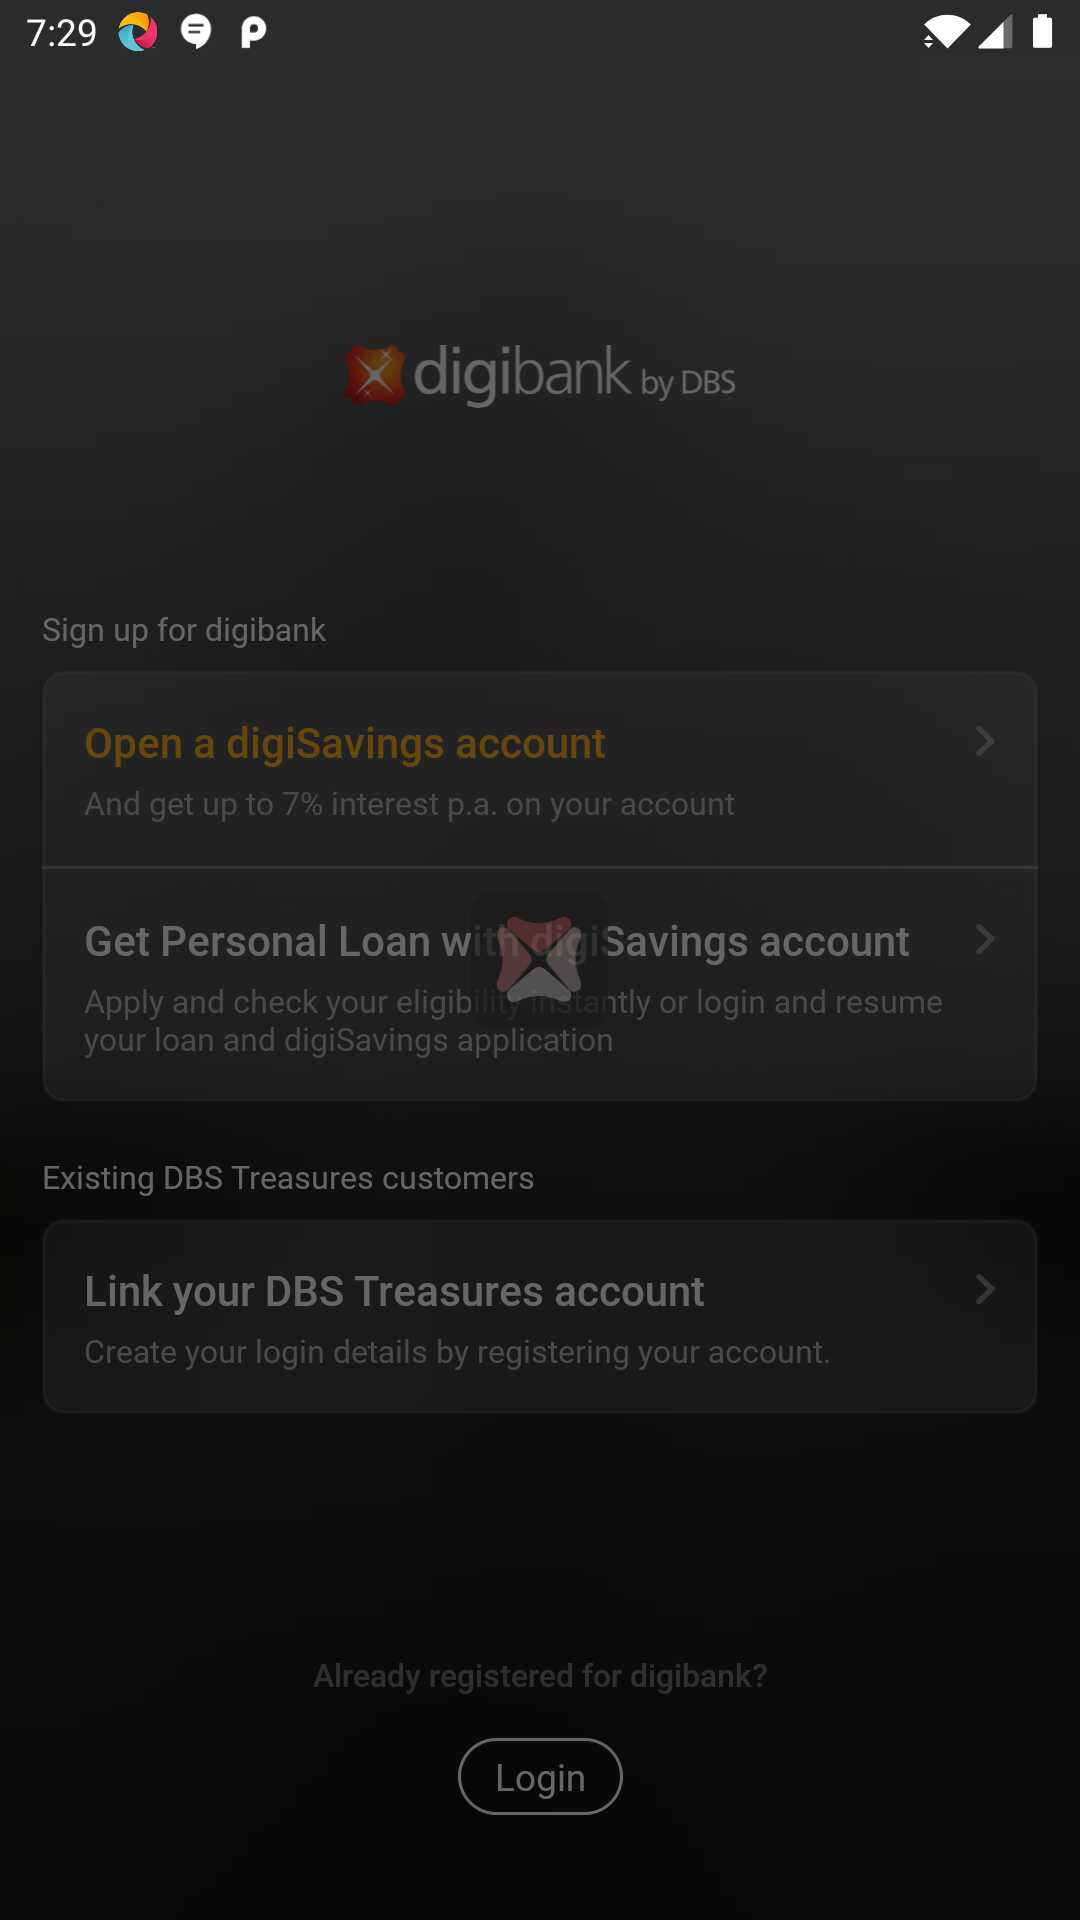 7:29
digibank by DBS
Sign up for digibank
Open a digiSavings account
And get up to 7% interest p.a. on your account
Get Personal Loan with digiSavings account
Apply and check your eligibility instantly or login and resume
your loan and digiSavings application
Existing DBS Treasures customers
Link your DBS Treasures account
Create your login details by registering your account.
Already registered for digibank?
Login